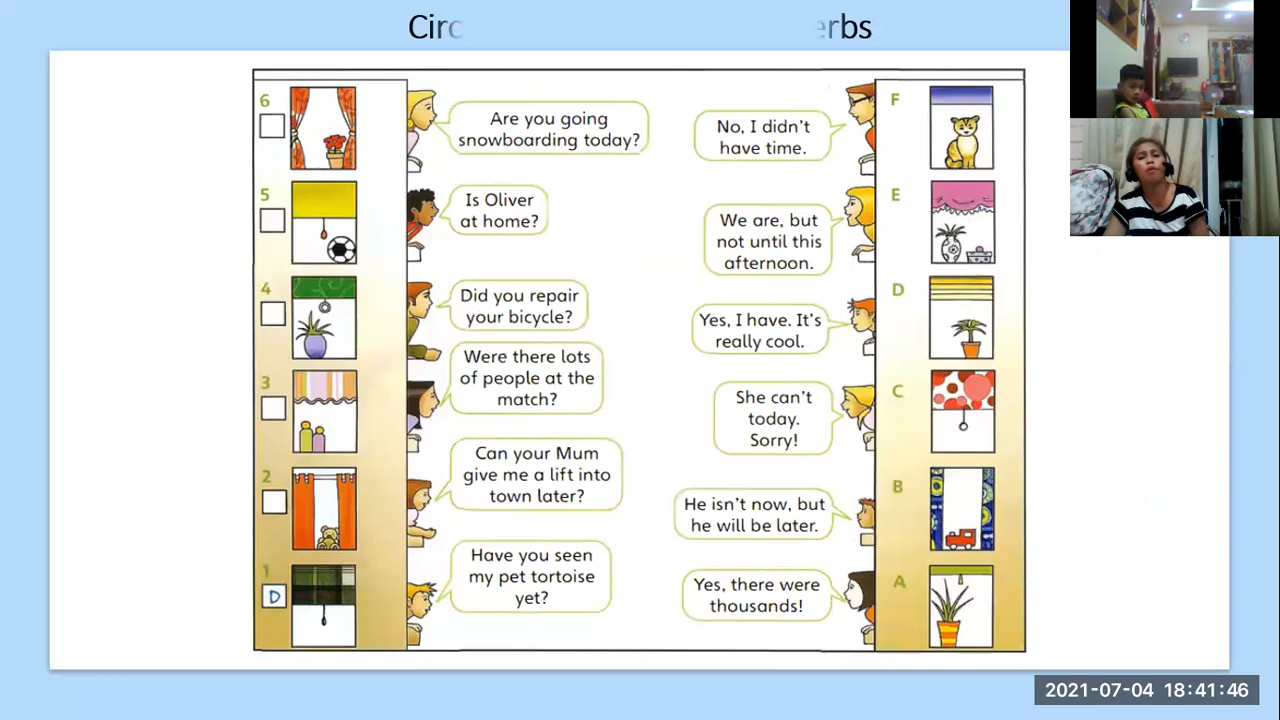 Circ erbs
6
Are you going
snowboarding today?
No, I didn't
have time.
F
5
Is Oliver
at home?
We are, but
not until this
afternoon.
E
4
Did you repair
your bicycle?
Yes, I have. It's
really cool.
D
3
Were there lots
of people at the
match?
She can't
today.
Sorry!
C
2
Can your Mum
give me a lift into
town later?
He isn't now, but
he will be later.
B
1
D
Have you seen
my pet tortoise
yet?
Yes, there were
thousands!
A
2021-07-04 18:41:46